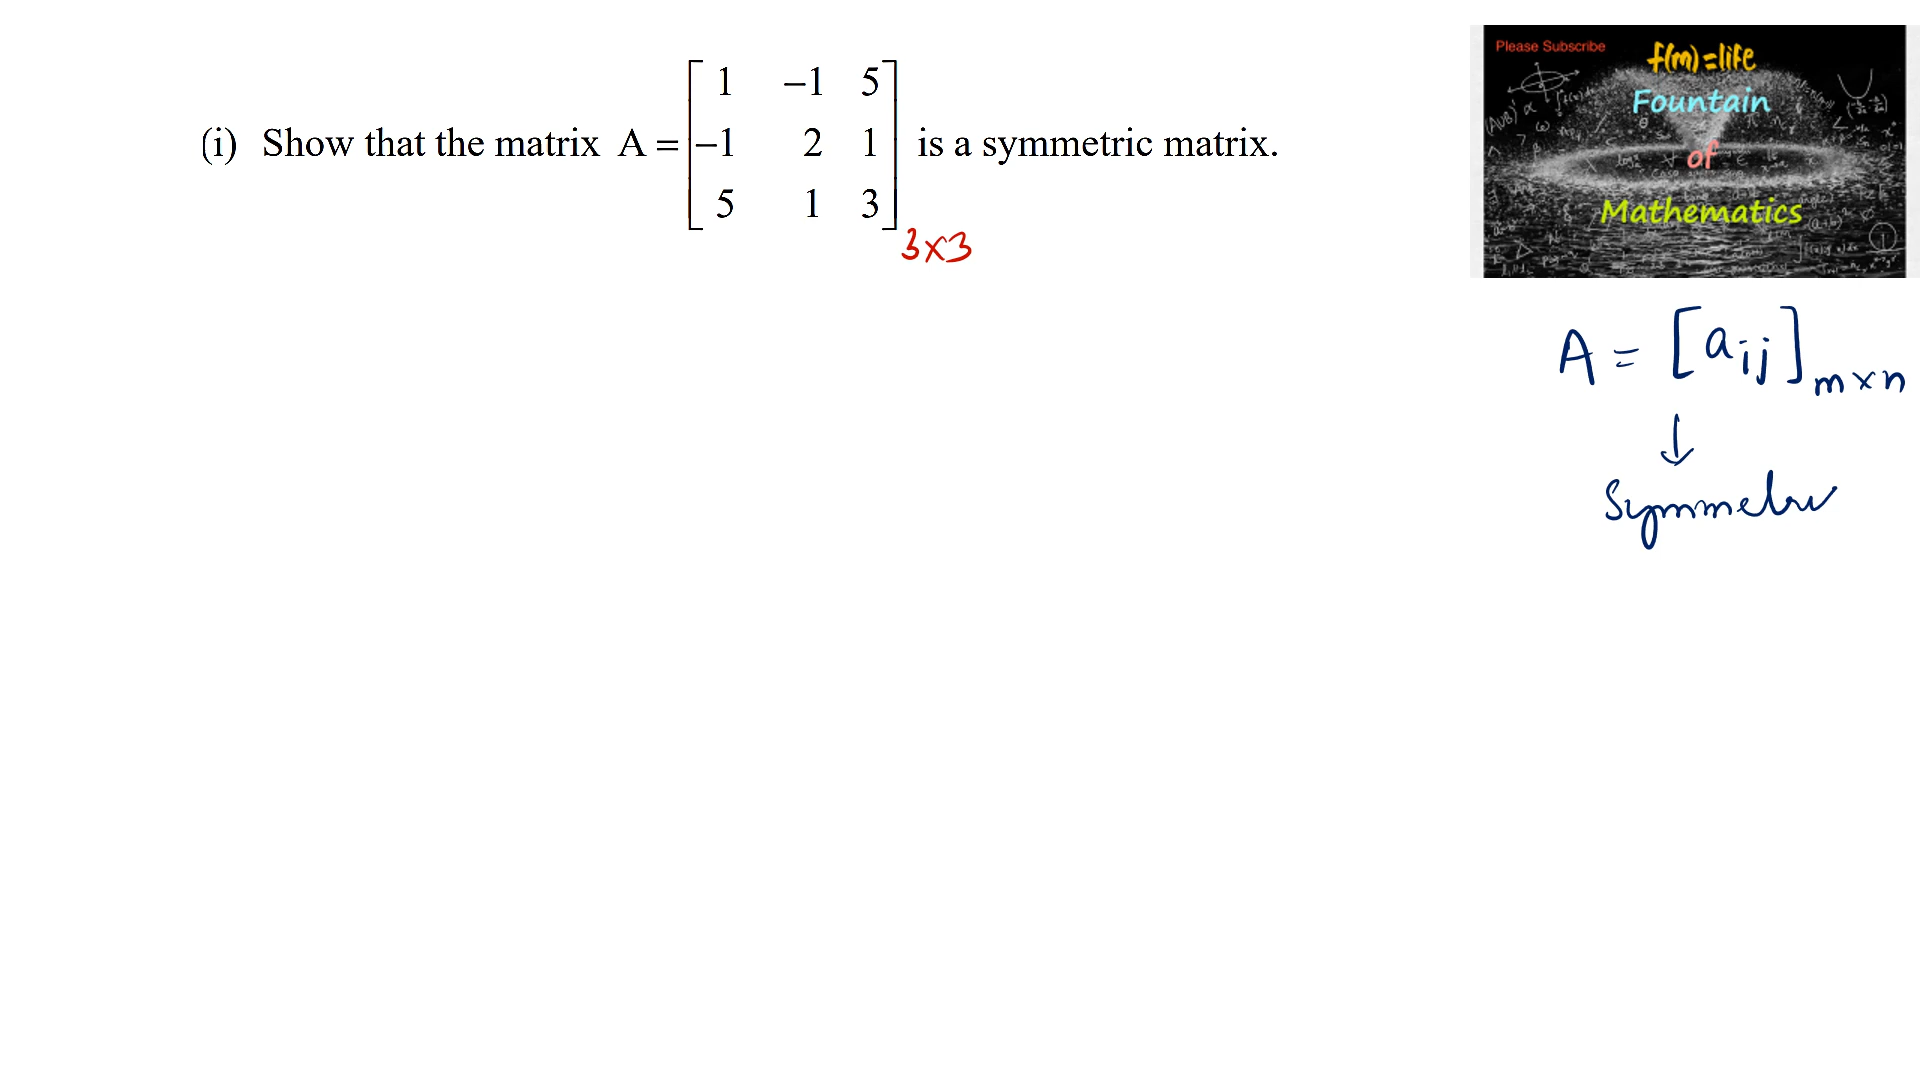 Please Subscribe
f(m)=life
Fountain
of
Mathematics
(i) Show that the matrix A = [1 −1 5
−1 2 1
5 1 3] is a symmetric matrix.
3×3
A = [aij]m×n
↓
Symmetric